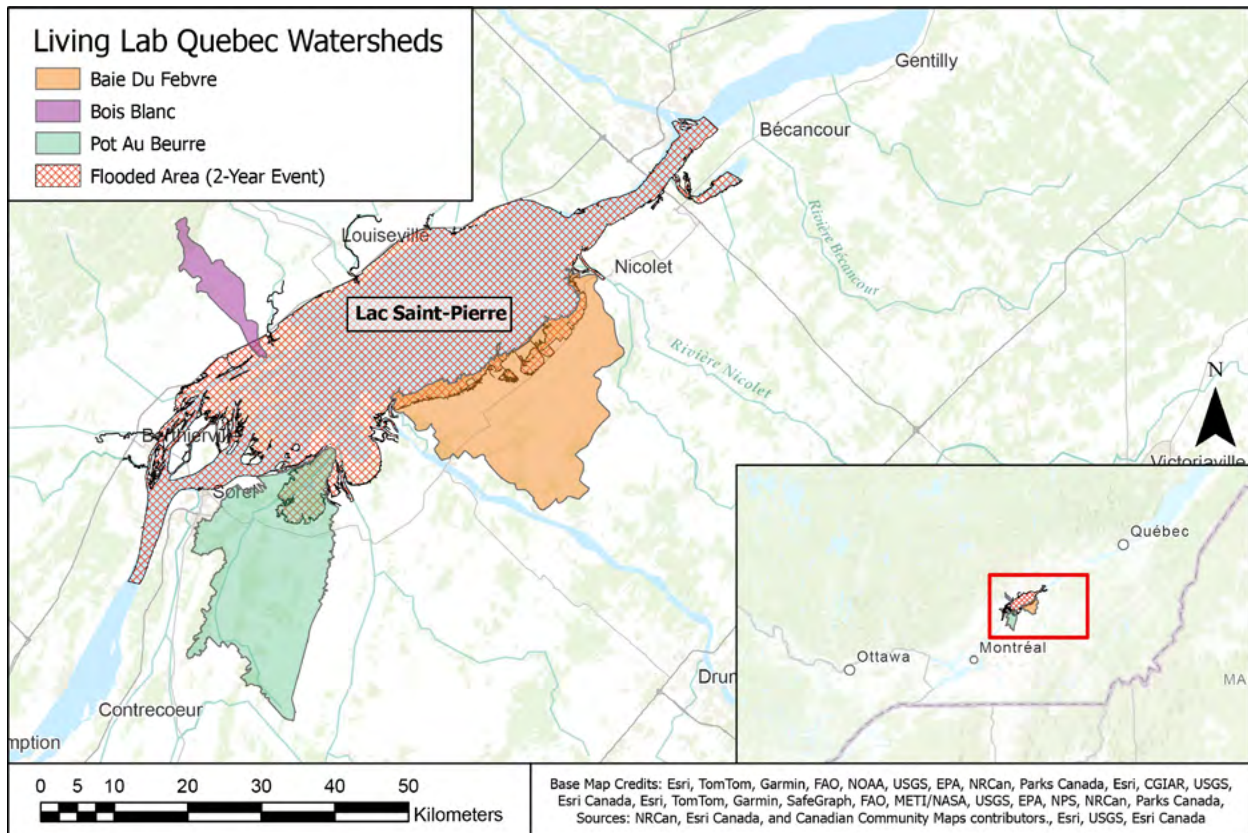 Living Lab Quebec Watersheds
Baie Du Febvre
Bois Blanc
Pot Au Beurre
Flooded Area (2-Year Event)
Gentilly
Bécancour
Rivière Bécancour
Louiseville
Nicolet
Lac Saint-Pierre
Rivière Nicolet
Berthierville
Sorel
N
Victoriaville
Drun
Contrecoeur
mption
Québec
Montréal
Ottawa
MA
0 5 10 20 30 40 50
Kilometers
Base Map Credits: Esri, TomTom, Garmin, FAO, NOAA, USGS, EPA, NRCan, Parks Canada, Esri, CGIAR, USGS,
Esri Canada, Esri, TomTom, Garmin, SafeGraph, FAO, METI/NASA, USGS, EPA, NPS, NRCan, Parks Canada,
Sources: NRCan, Esri Canada, and Canadian Community Maps contributors., Esri, USGS, Esri Canada